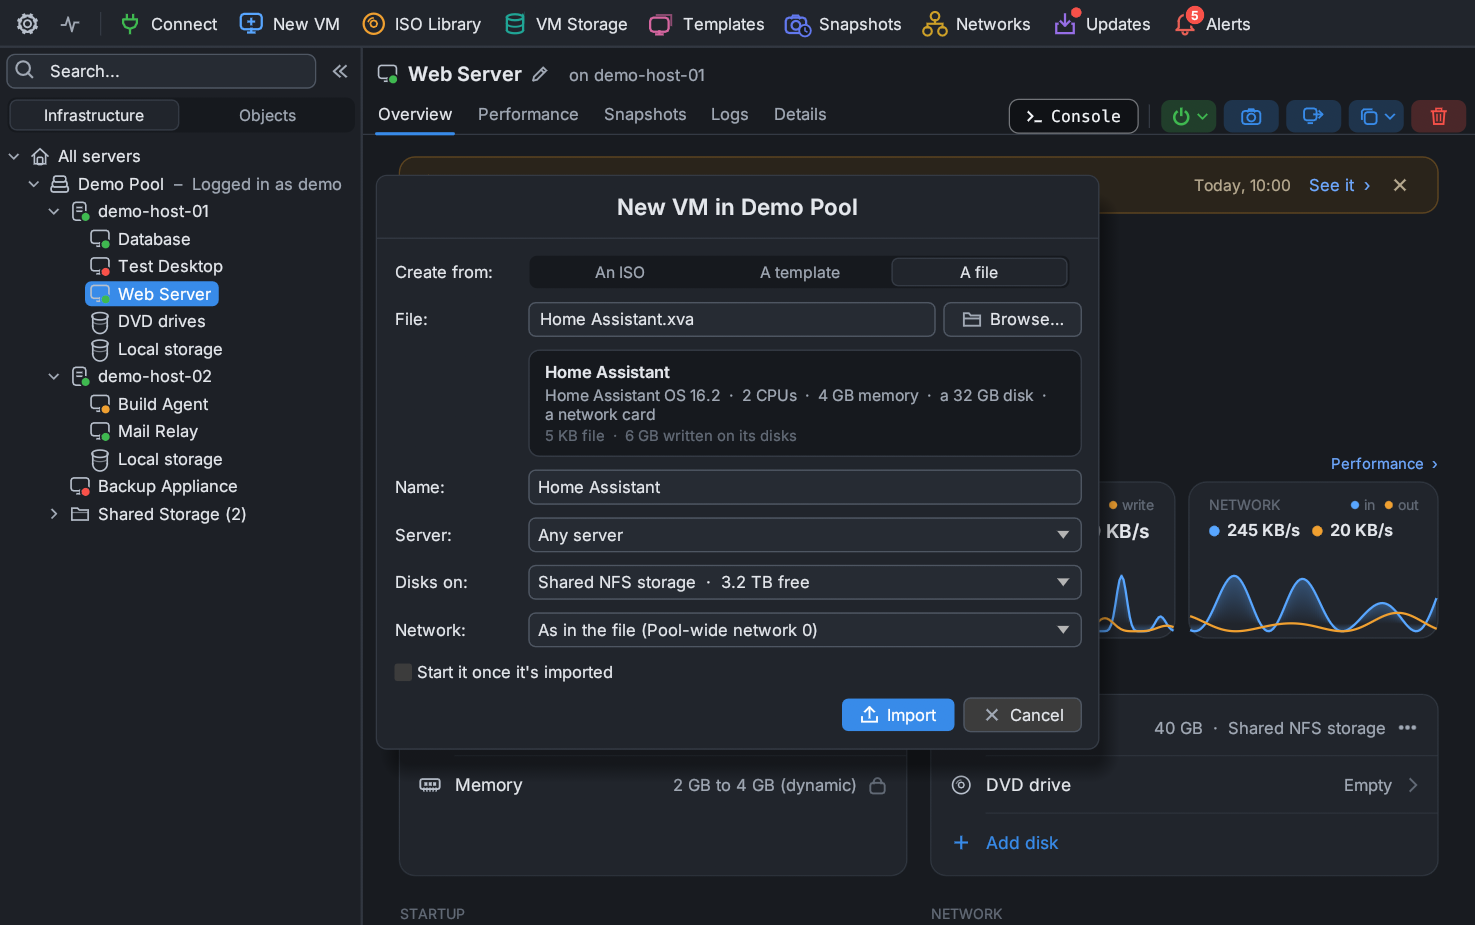 Connect
New VM
ISO Library
VM Storage
Templates
Snapshots
Networks
Updates
5
Alerts
Search...
Infrastructure
Objects
All servers
Demo Pool – Logged in as demo
demo-host-01
Database
Test Desktop
Web Server
DVD drives
Local storage
demo-host-02
Build Agent
Mail Relay
Local storage
Backup Appliance
Shared Storage (2)
Web Server
on demo-host-01
Overview
Performance
Snapshots
Logs
Details
>_ Console
Today, 10:00
See it ›
New VM in Demo Pool
Create from:
An ISO
A template
A file
File:
Home Assistant.xva
Browse...
Home Assistant
Home Assistant OS 16.2 · 2 CPUs · 4 GB memory · a 32 GB disk ·
a network card
5 KB file · 6 GB written on its disks
Name:
Home Assistant
Server:
Any server
Disks on:
Shared NFS storage · 3.2 TB free
Network:
As in the file (Pool-wide network 0)
Start it once it's imported
Import
Cancel
Performance ›
write
KB/s
NETWORK
in
out
245 KB/s
20 KB/s
40 GB · Shared NFS storage
Memory
2 GB to 4 GB (dynamic)
DVD drive
Empty
+ Add disk
STARTUP
NETWORK